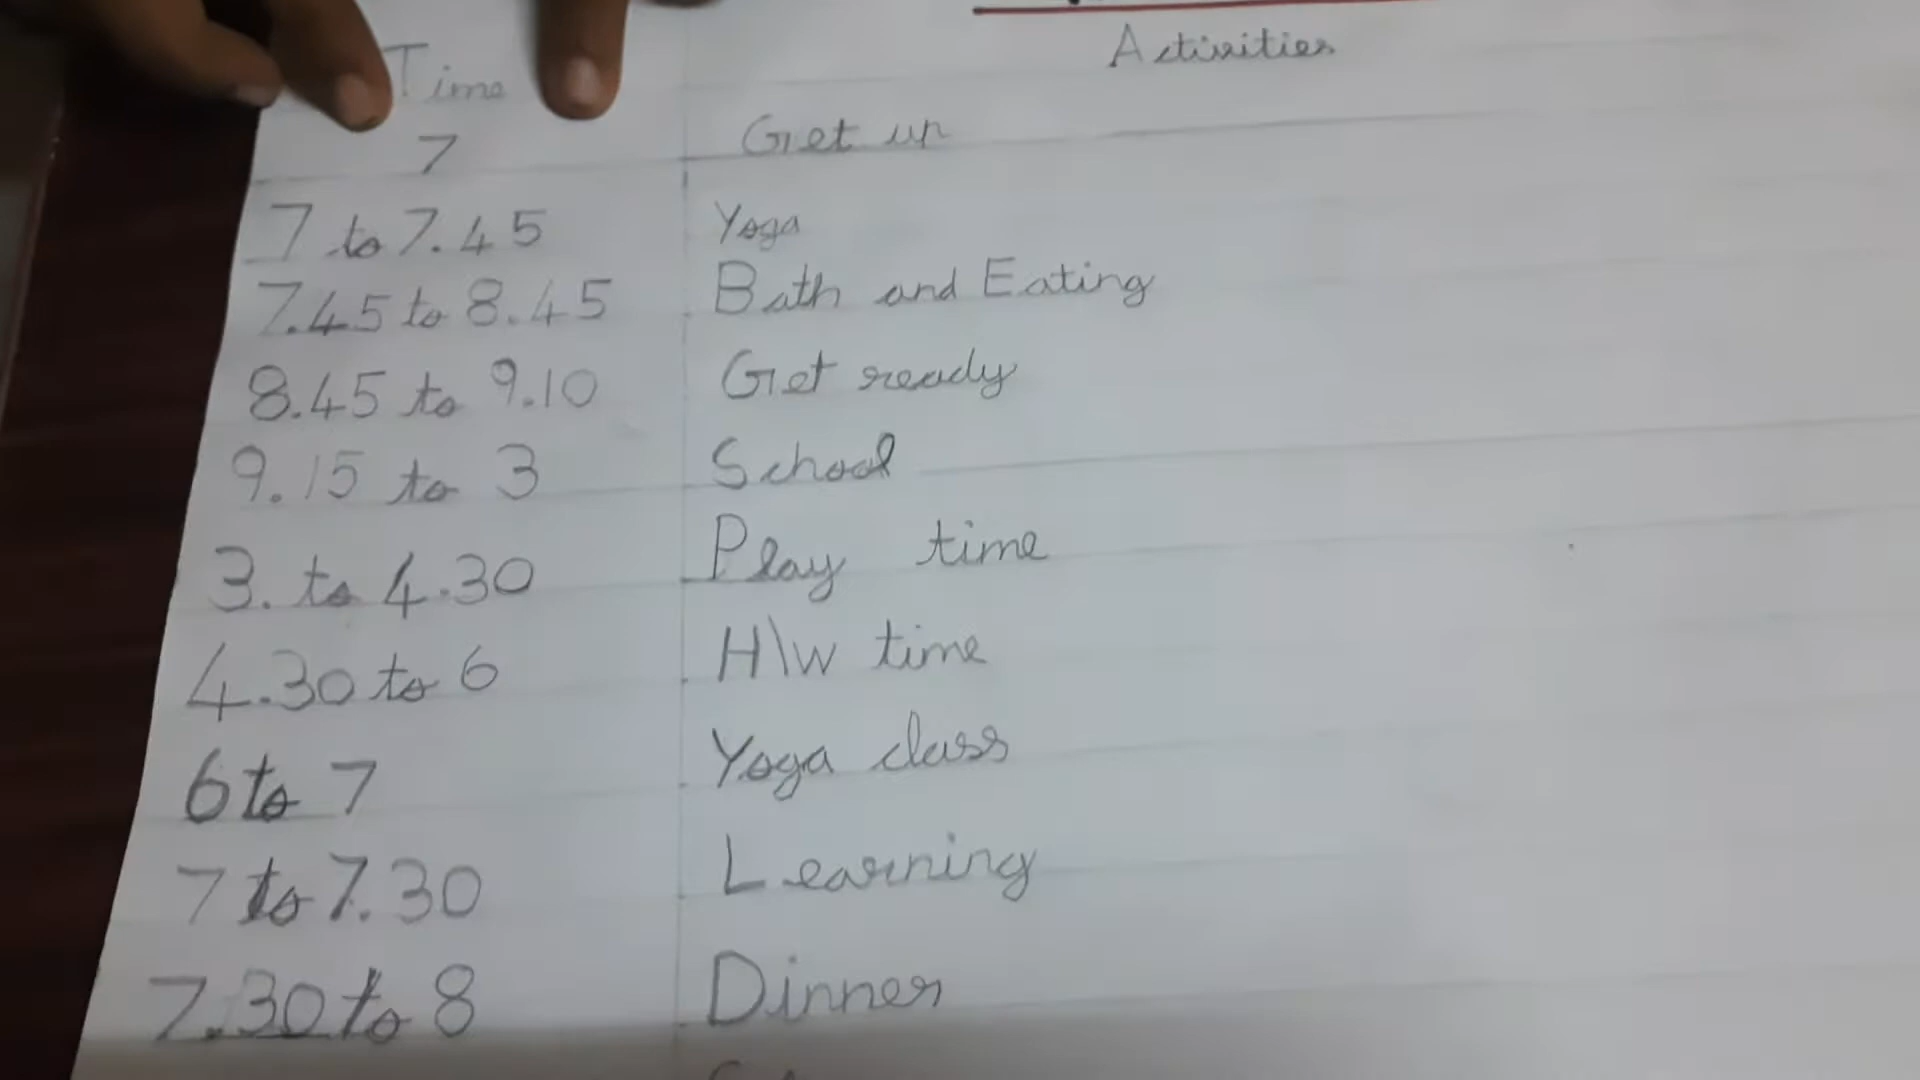 Time Activities
7 Get up
7 to 7.45 Yoga
7.45 to 8.45 Bath and Eating
8.45 to 9.10 Get ready
9.15 to 3 School
3. to 4.30 Play time
4.30 to 6 H\W time
6 to 7 Yoga class
7 to 7.30 Learning
7.30 to 8 Dinner